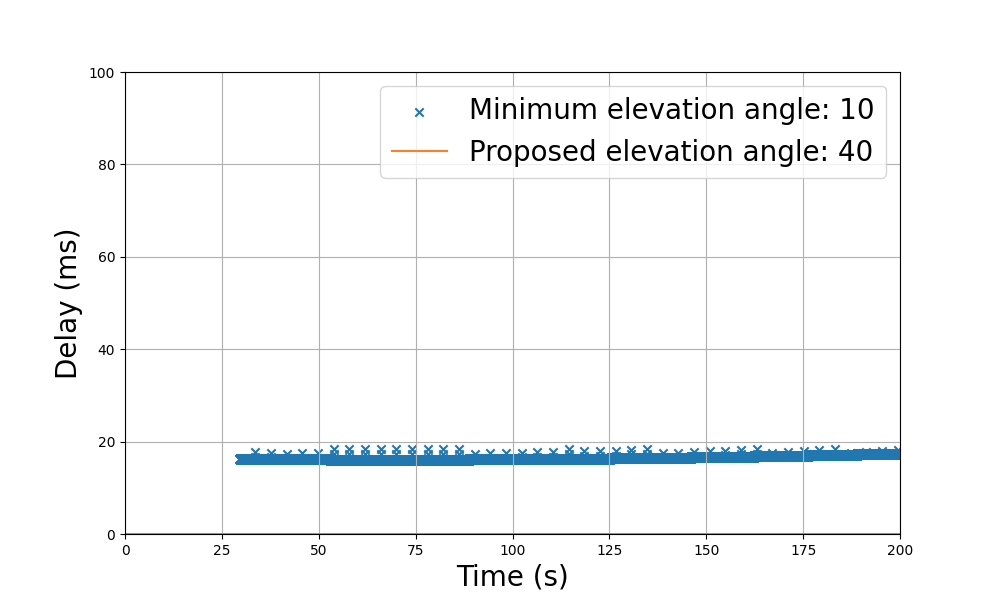 100
80
60
40
20
0
Delay (ms)
Minimum elevation angle: 10
Proposed elevation angle: 40
0 25 50 75 100 125 150 175 200
Time (s)